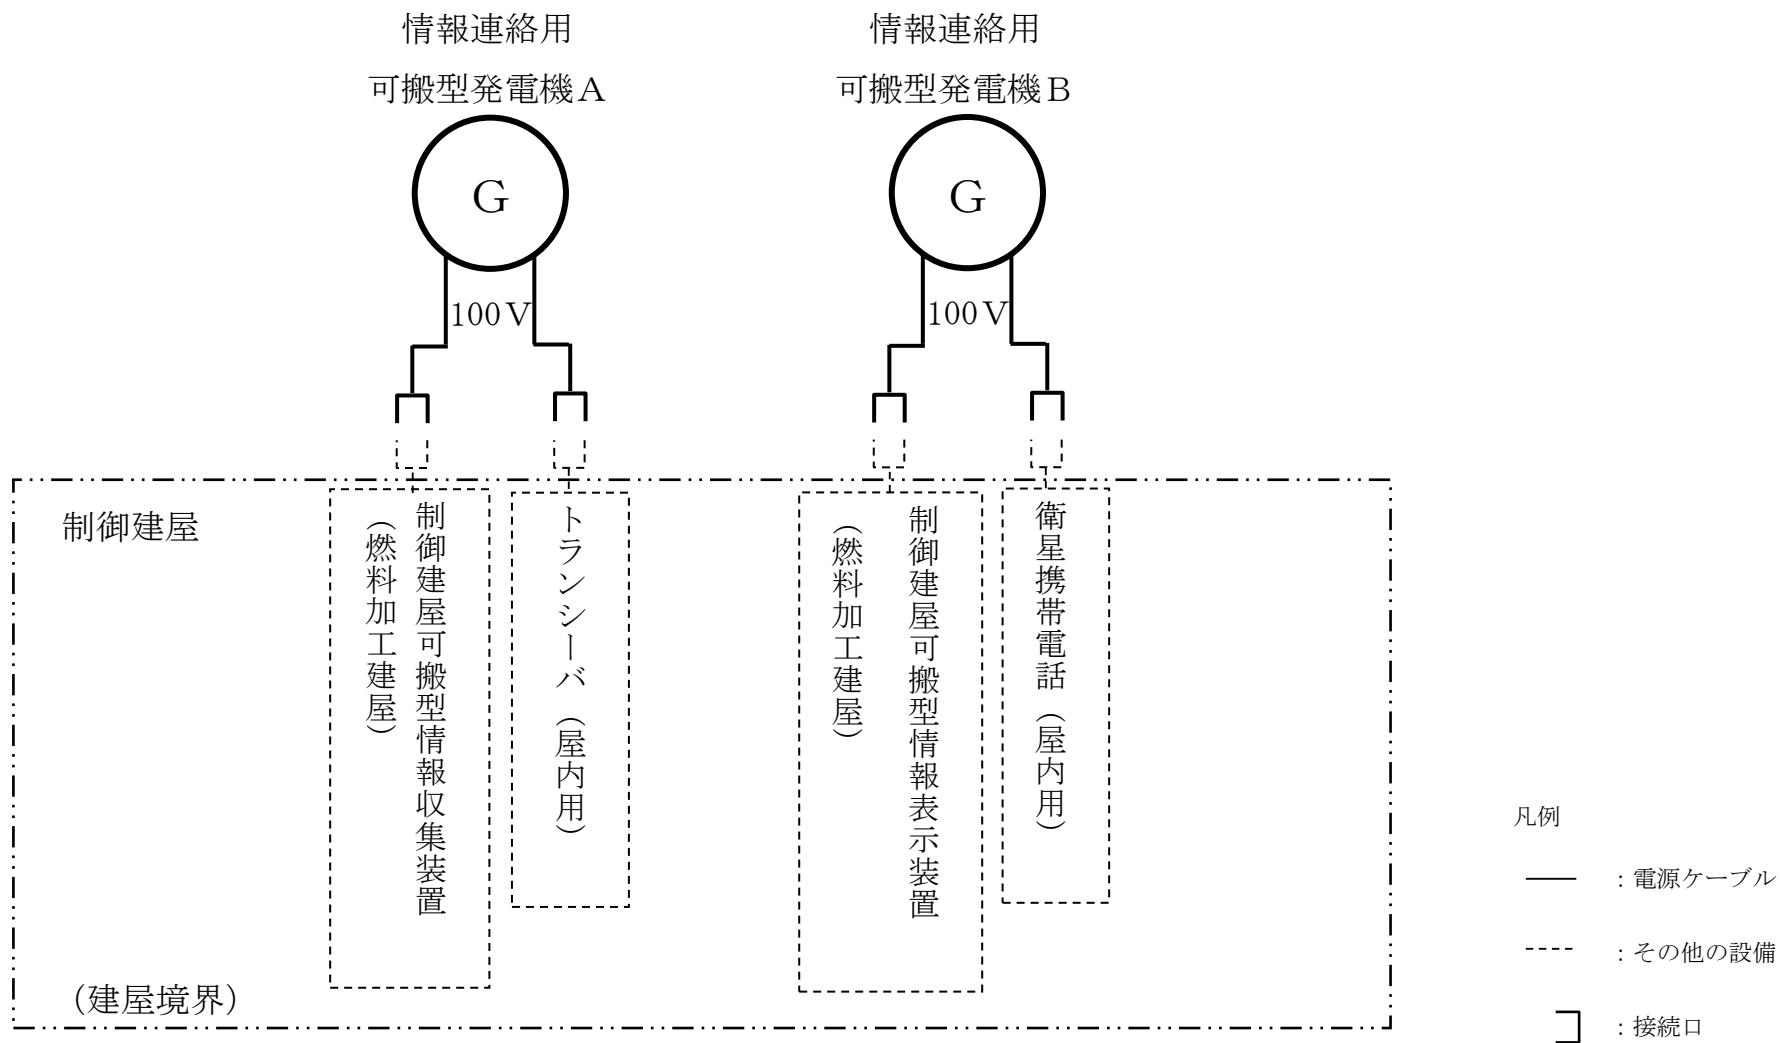 情報連絡用
可搬型発電機A
情報連絡用
可搬型発電機B
G
G
100V
100V
制御建屋
制御建屋可搬型情報収集装置
（燃料加工建屋）
トランシーバ（屋内用）
制御建屋可搬型情報表示装置
（燃料加工建屋）
衛星携帯電話（屋内用）
（建屋境界）
凡例
：電源ケーブル
：その他の設備
：接続口